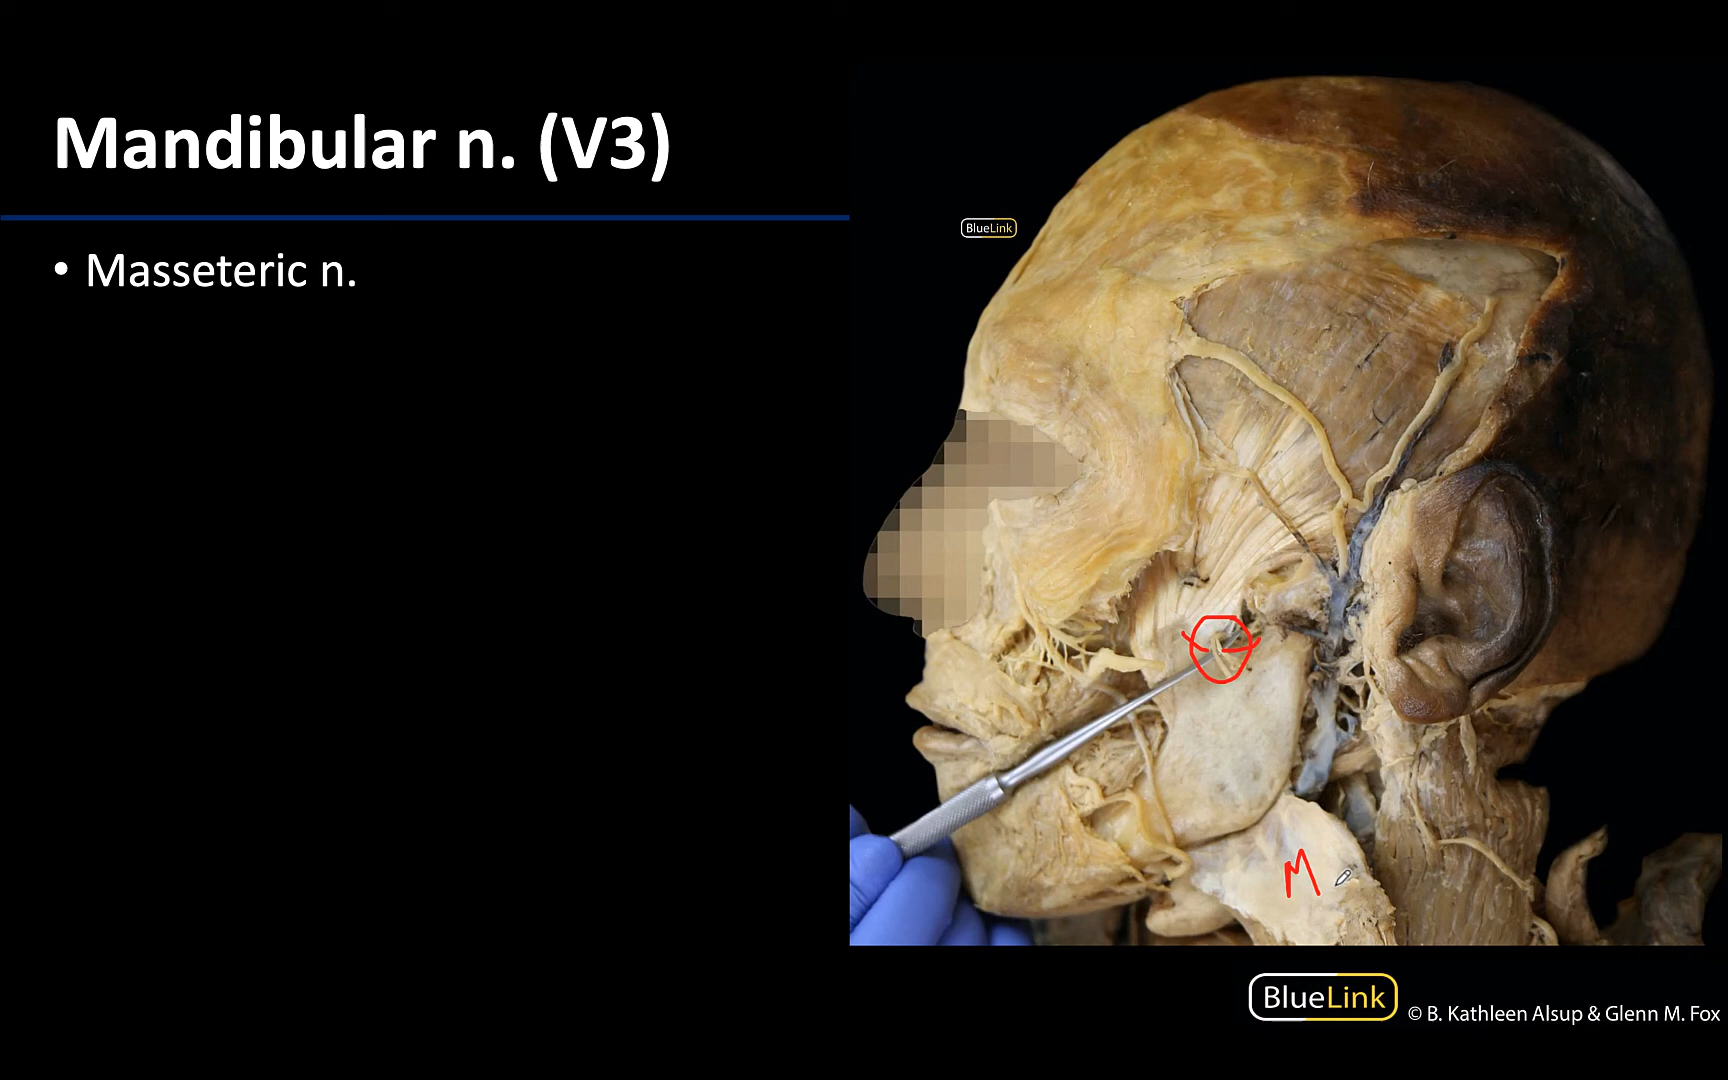 Mandibular n. (V3)
• Masseteric n.
BlueLink
M
BlueLink
© B. Kathleen Alsup & Glenn M. Fox